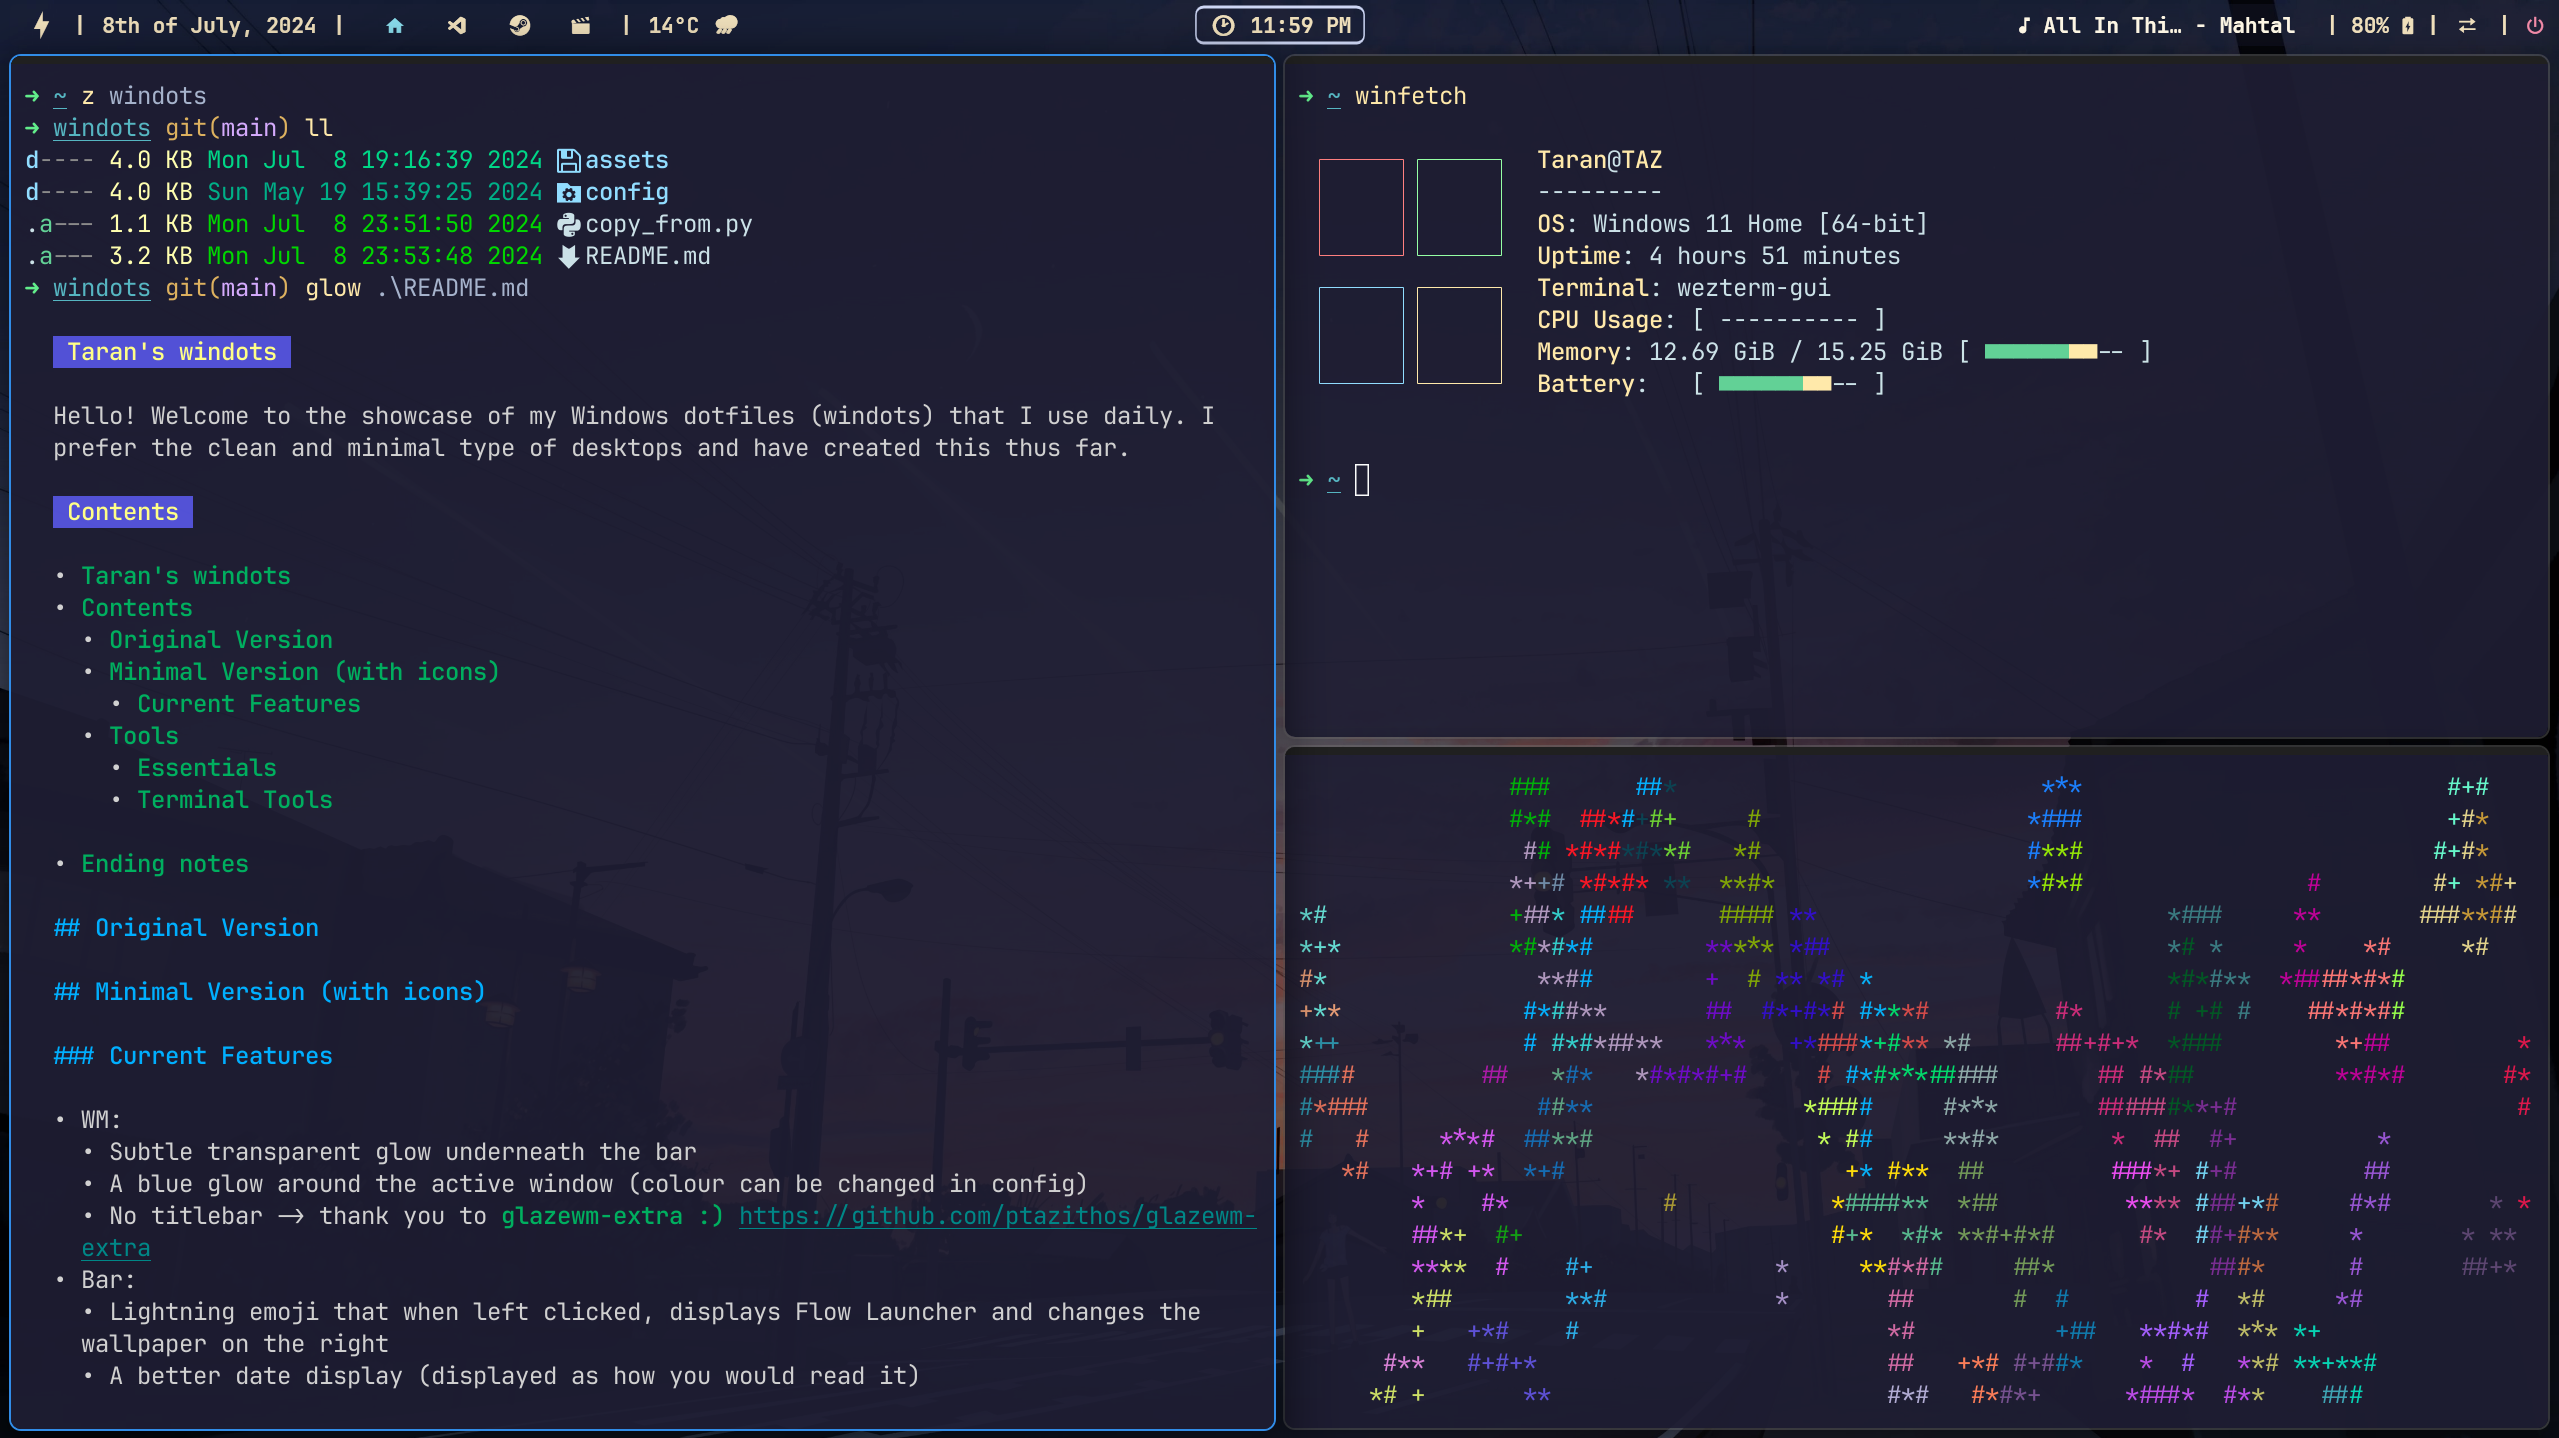 | 8th of July, 2024 | | 14°C
11:59 PM
All In Thi… - Mahtal | 80% | |
→ ~ z windots
→ windots git(main) ll
d---- 4.0 KB Mon Jul  8 19:16:39 2024 assets
d---- 4.0 KB Sun May 19 15:39:25 2024 config
.a--- 1.1 KB Mon Jul  8 23:51:50 2024 copy_from.py
.a--- 3.2 KB Mon Jul  8 23:53:48 2024 README.md
→ windots git(main) glow .\README.md
Taran's windots
Hello! Welcome to the showcase of my Windows dotfiles (windots) that I use daily. I
prefer the clean and minimal type of desktops and have created this thus far.
Contents
• Taran's windots
• Contents
• Original Version
• Minimal Version (with icons)
• Current Features
• Tools
• Essentials
• Terminal Tools
• Ending notes
## Original Version
## Minimal Version (with icons)
### Current Features
• WM:
• Subtle transparent glow underneath the bar
• A blue glow around the active window (colour can be changed in config)
• No titlebar -> thank you to glazewm-extra :) https://github.com/ptazithos/glazewm-
extra
• Bar:
• Lightning emoji that when left clicked, displays Flow Launcher and changes the
wallpaper on the right
• A better date display (displayed as how you would read it)
→ ~ winfetch
Taran@TAZ
---------
OS: Windows 11 Home [64-bit]
Uptime: 4 hours 51 minutes
Terminal: wezterm-gui
CPU Usage: [ ---------- ]
Memory: 12.69 GiB / 15.25 GiB [ -- ]
Battery: [ -- ]
→ ~